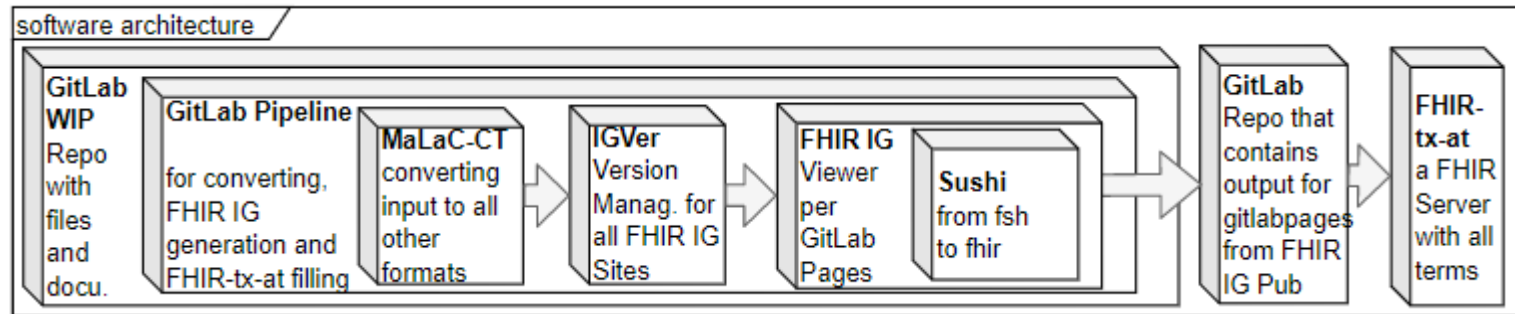 software architecture
GitLab
WIP
Repo
with
files
and
docu.
GitLab Pipeline
for converting,
FHIR IG
generation and
FHIR-tx-at filling
MaLaC-CT
converting
input to all
other
formats
IGVer
Version
Manag. for
all FHIR IG
Sites
FHIR IG
Viewer
per
GitLab
Pages
Sushi
from fsh
to fhir
GitLab
Repo that
contains
output for
gitlabpages
from FHIR
IG Pub
FHIR-
tx-at
a FHIR
Server
with all
terms